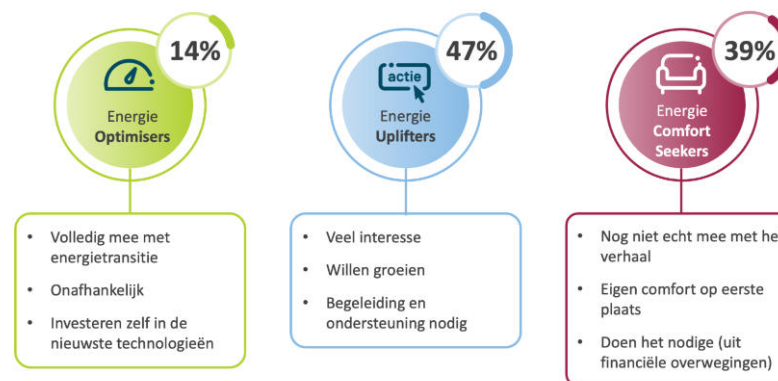 14%
Energie
Optimisers
• Volledig mee met
energietransitie
• Onafhankelijk
• Investeren zelf in de
nieuwste technologieën
47%
actie
Energie
Uplifters
• Veel interesse
• Willen groeien
• Begeleiding en
ondersteuning nodig
39%
Energie
Comfort
Seekers
• Nog niet echt mee met he
verhaal
• Eigen comfort op eerste
plaats
• Doen het nodige (uit
financiële overwegingen)